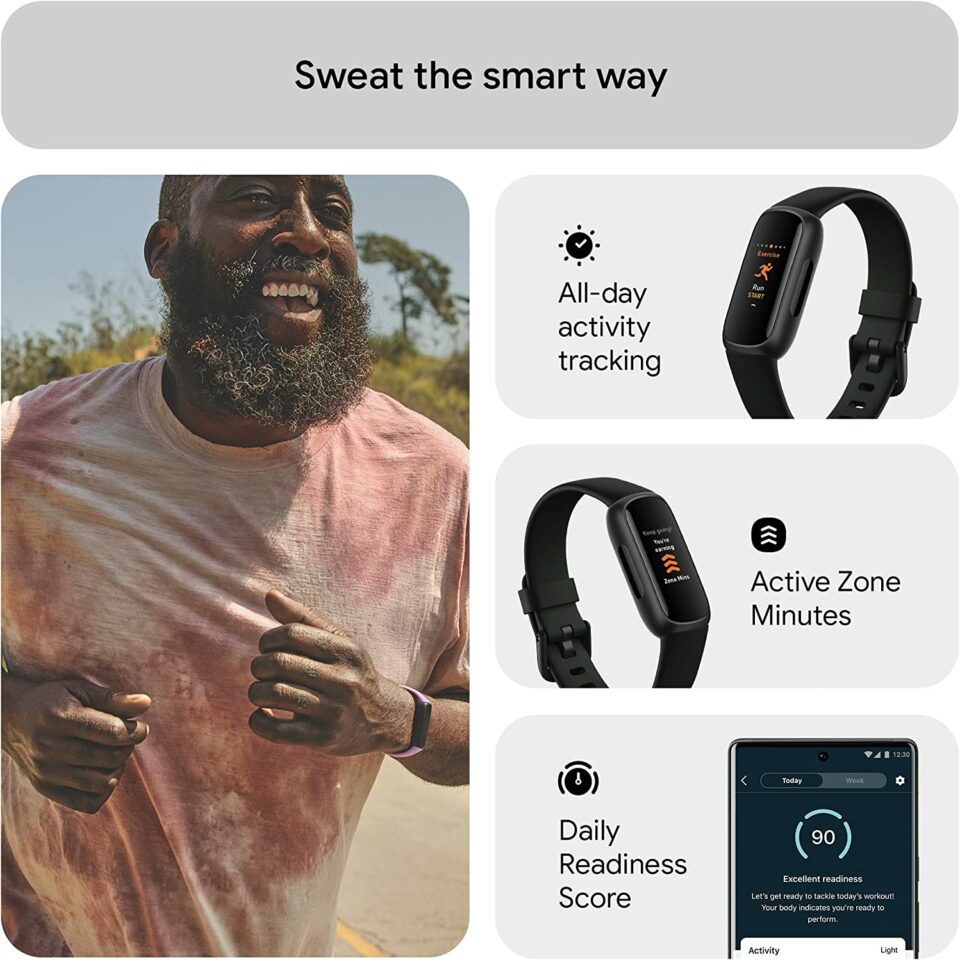 Sweat the smart way
All-day
activity
tracking
Exercise
Run
START
Keep going!
You're
earning
Zone Mins
Active Zone
Minutes
Daily
Readiness
Score
12:30
Today
Week
90
Excellent readiness
Let's get ready to tackle today's workout!
Your body indicates you're ready to
perform.
Activity
Light